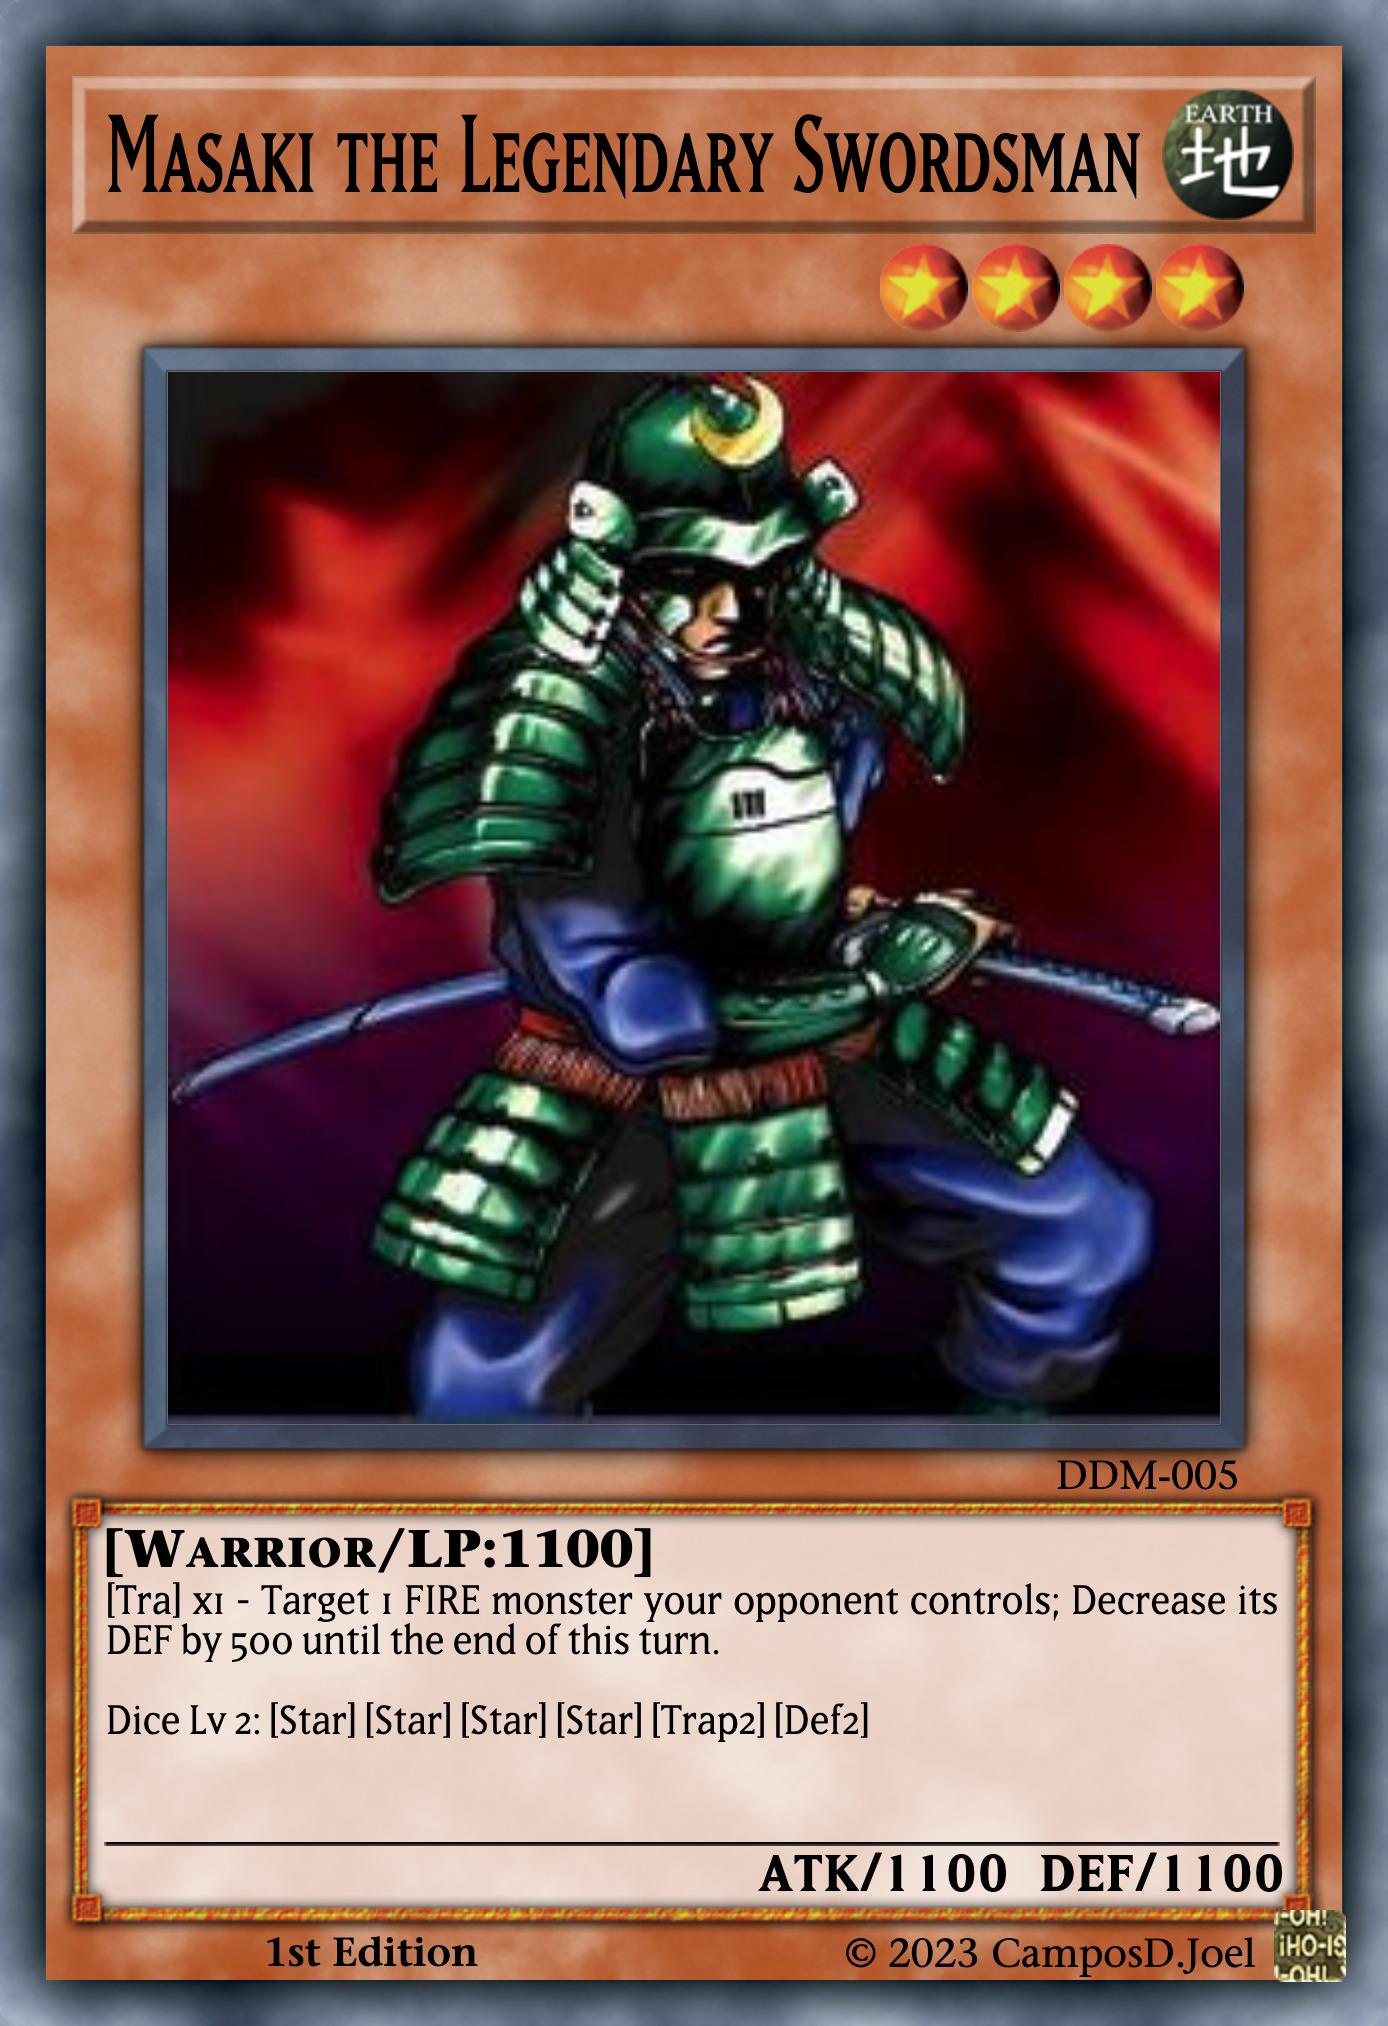 Masaki the Legendary Swordsman
EARTH
地
DDM-005
[Warrior/LP:1100]
[Tra] x1 - Target 1 FIRE monster your opponent controls; Decrease its
DEF by 500 until the end of this turn.
Dice Lv 2: [Star] [Star] [Star] [Star] [Trap2] [Def2]
ATK/1100 DEF/1100
1st Edition
© 2023 CamposD.Joel